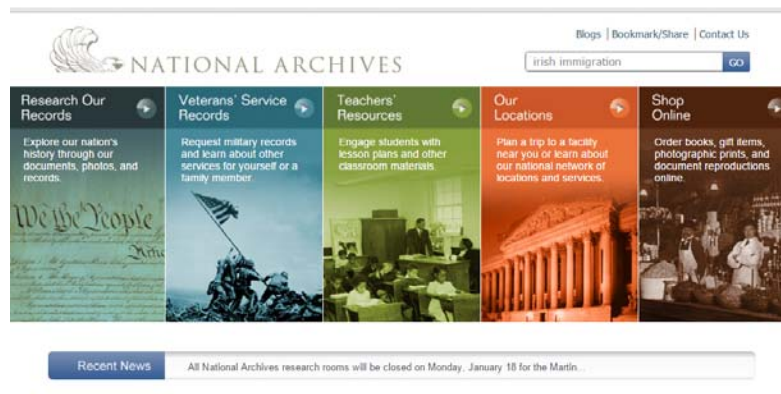 Blogs | Bookmark/Share | Contact Us
NATIONAL ARCHIVES
irish immigration
GO
Research Our
Records
Explore our nation's
history through our
documents, photos, and
records.
We the People
Veterans' Service
Records
Request military records
and learn about other
services for yourself or a
family member.
Teachers'
Resources
Engage students with
lesson plans and other
classroom materials.
Our
Locations
Plan a trip to a facility
near you or learn about
our national network of
locations and services.
Shop
Online
Order books, gift items,
photographic prints, and
document reproductions
online.
Recent News
All National Archives research rooms will be closed on Monday, January 18 for the Martin...